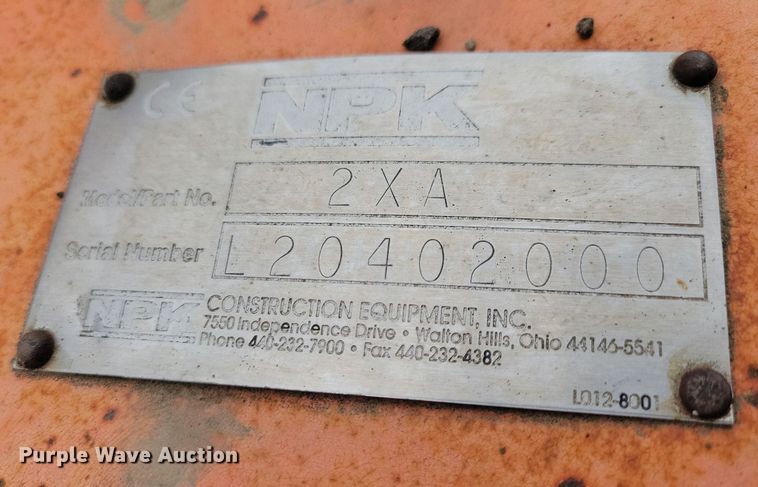 CE
NPK
Model/Part No. 2XA
Serial Number L20402000
NPK CONSTRUCTION EQUIPMENT, INC.
7550 Independence Drive • Walton Hills, Ohio 44146-5541
Phone 440-232-7900 • Fax 440-232-4382
L012-8001
Purple Wave Auction®